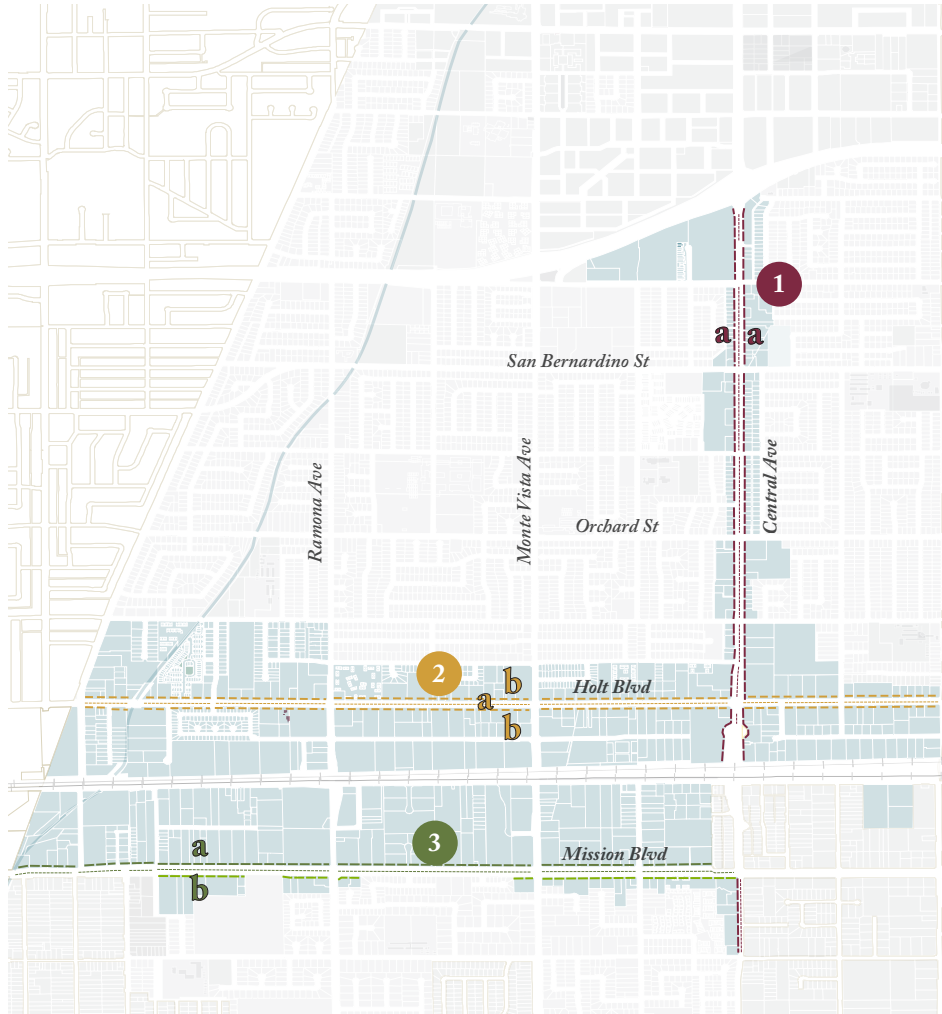 1
a a
San Bernardino St
Ramona Ave
Monte Vista Ave
Central Ave
Orchard St
2
b
Holt Blvd
a
b
3
a
Mission Blvd
b